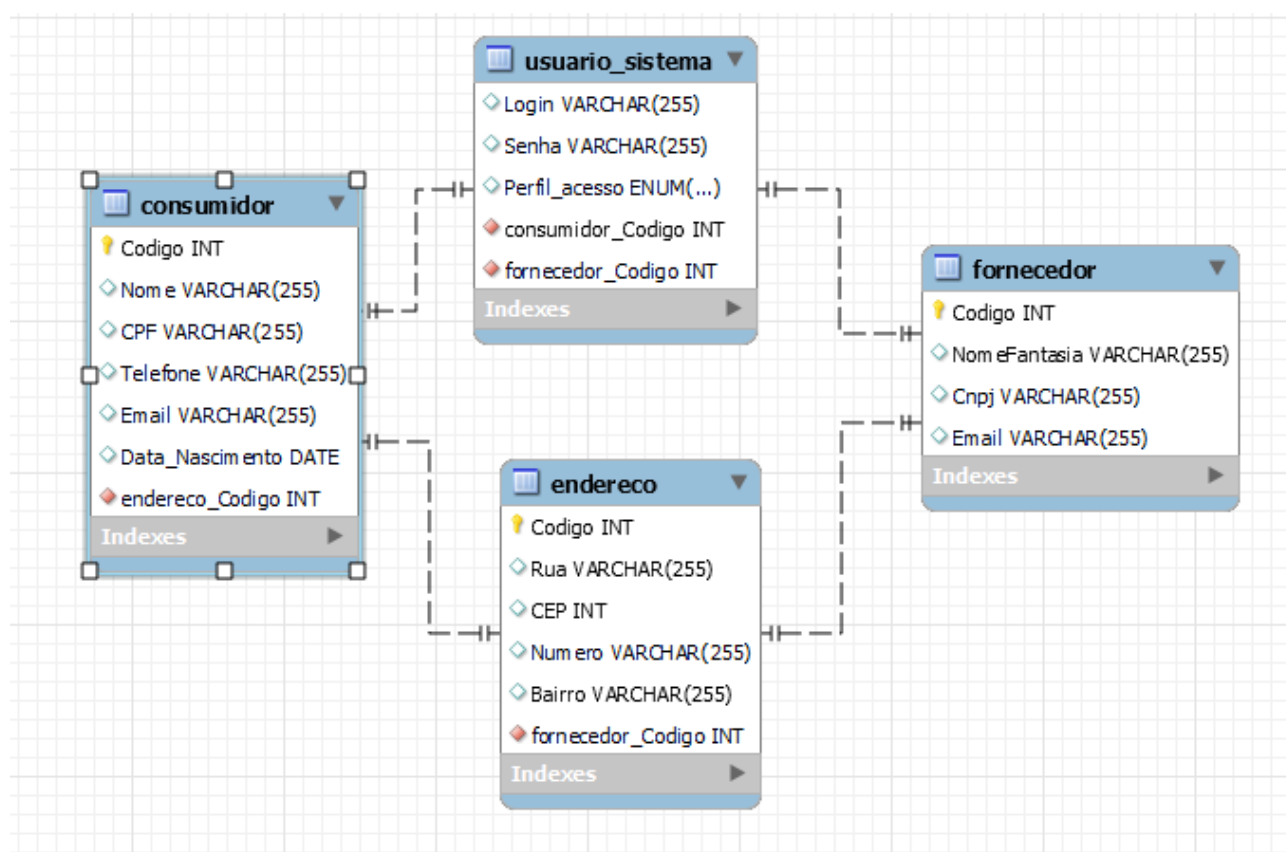 usuario_sistema
Login VARCHAR(255)
Senha VARCHAR(255)
Perfil_acesso ENUM(...)
consumidor_Codigo INT
fornecedor_Codigo INT
Indexes
consumidor
Codigo INT
Nome VARCHAR(255)
CPF VARCHAR(255)
Telefone VARCHAR(255)
Email VARCHAR(255)
Data_Nascimento DATE
endereco_Codigo INT
Indexes
fornecedor
Codigo INT
NomeFantasia VARCHAR(255)
Cnpj VARCHAR(255)
Email VARCHAR(255)
Indexes
endereco
Codigo INT
Rua VARCHAR(255)
CEP INT
Numero VARCHAR(255)
Bairro VARCHAR(255)
fornecedor_Codigo INT
Indexes